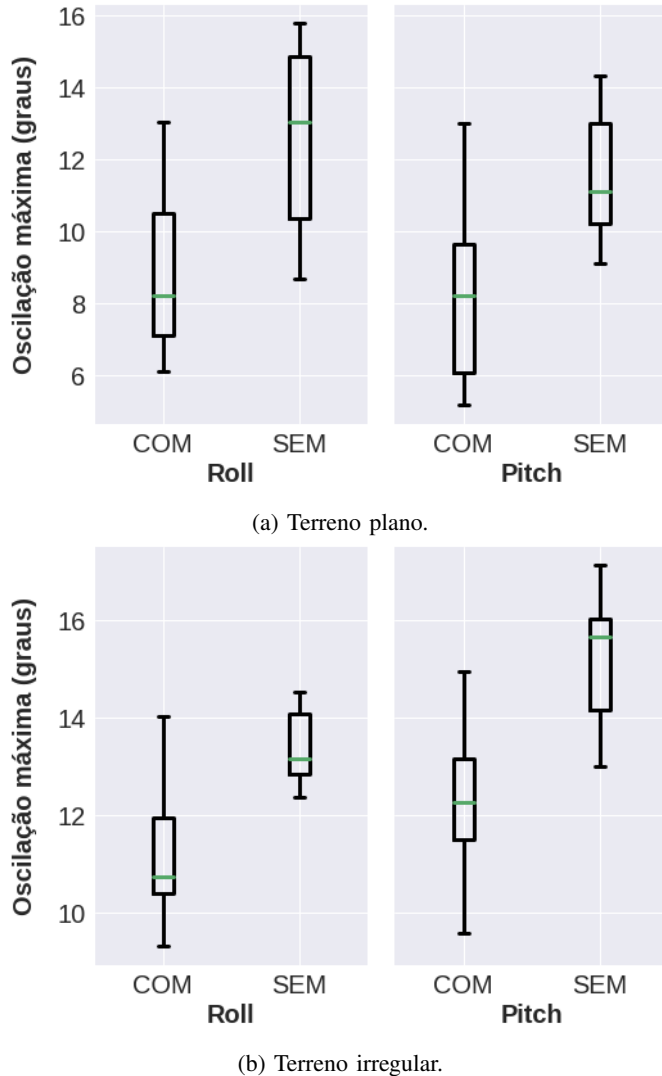 Oscilação máxima (graus)
16
14
12
10
8
6
COM SEM COM SEM
Roll Pitch
(a) Terreno plano.
Oscilação máxima (graus)
16
14
12
10
COM SEM COM SEM
Roll Pitch
(b) Terreno irregular.